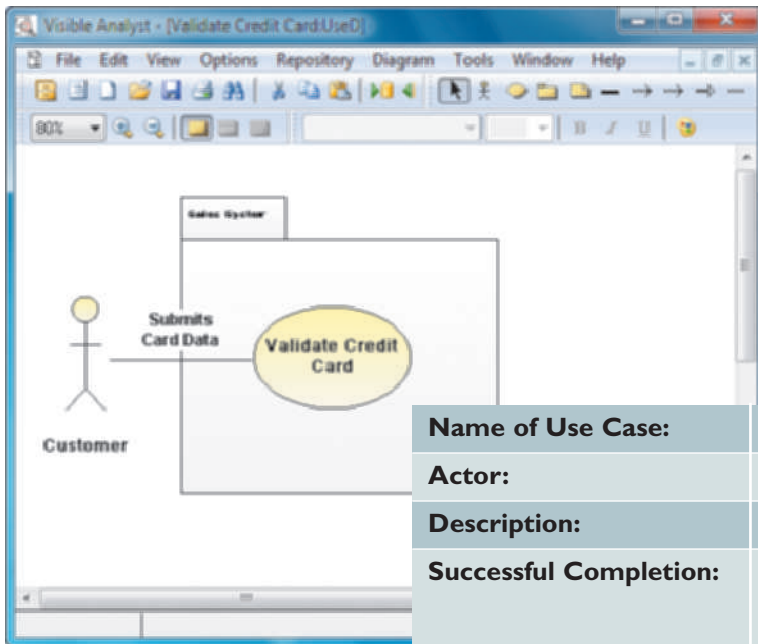 Visible Analyst - [Validate Credit Card:UseD]
File Edit View Options Repository Diagram Tools Window Help
80% B I U
Sales
Submits
Card Data
Validate Credit
Card
Customer
Name of Use Case:
Actor:
Description:
Successful Completion: